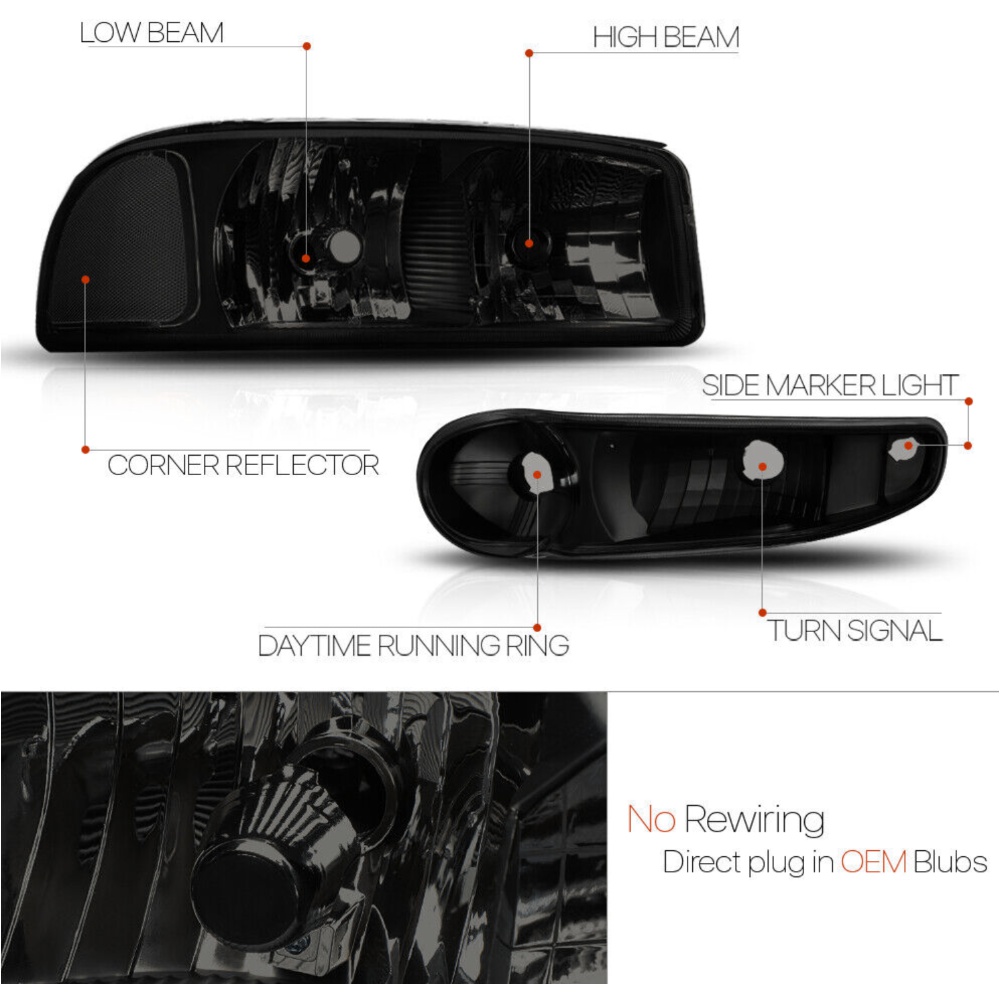 LOW BEAM
HIGH BEAM
SIDE MARKER LIGHT
CORNER REFLECTOR
TURN SIGNAL
DAYTIME RUNNING RING
No Rewiring
Direct plug in OEM Blubs